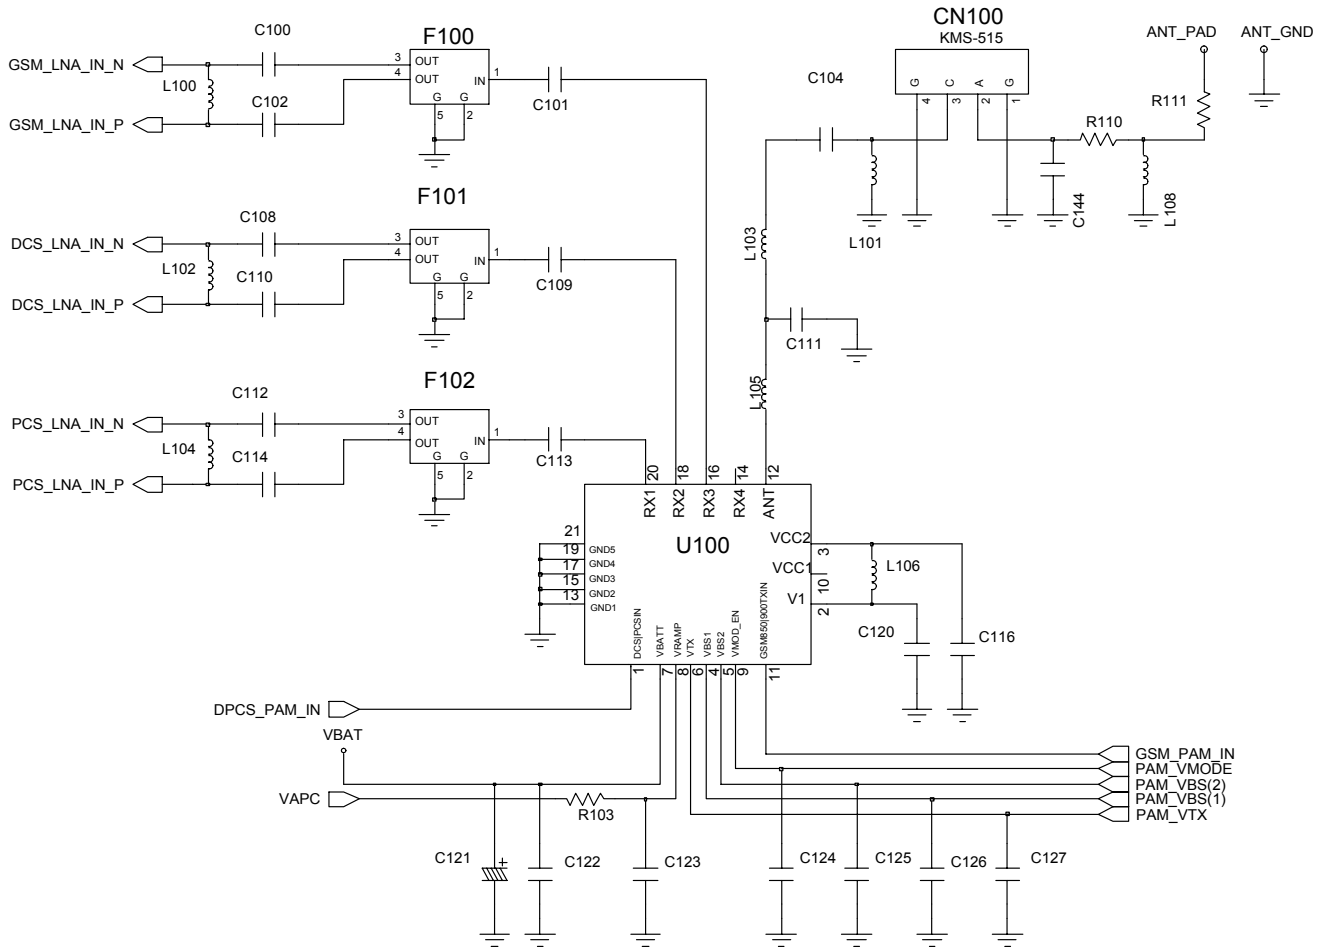 CN100
KMS-515
ANT_PAD
ANT_GND
C100
F100
GSM_LNA_IN_N
3
OUT
4
OUT
IN
1
L100
C102
C101
G
G
5
2
GSM_LNA_IN_P
C104
G
C
A
G
4
3
2
1
R111
R110
L101
C144
L108
F101
C108
DCS_LNA_IN_N
3
OUT
4
OUT
IN
1
L102
C110
C109
G
G
5
2
DCS_LNA_IN_P
L103
C111
F102
C112
PCS_LNA_IN_N
3
OUT
4
OUT
IN
1
L104
C114
C113
G
G
5
2
PCS_LNA_IN_P
L105
20
18
16
14
12
RX1
RX2
RX3
RX4
ANT
U100
21
GND5
19
GND4
17
GND3
15
GND2
13
GND1
VCC2
3
VCC1
10
V1
2
L106
C120
C116
DCS|PCSIN
VBATT
VRAMP
VTX
VBS1
VBS2
VMOD_EN
GSM850|900TXIN
1
7
8
6
4
5
9
11
DPCS_PAM_IN
VBAT
VAPC
R103
GSM_PAM_IN
PAM_VMODE
PAM_VBS(2)
PAM_VBS(1)
PAM_VTX
C121
+
C122
C123
C124
C125
C126
C127